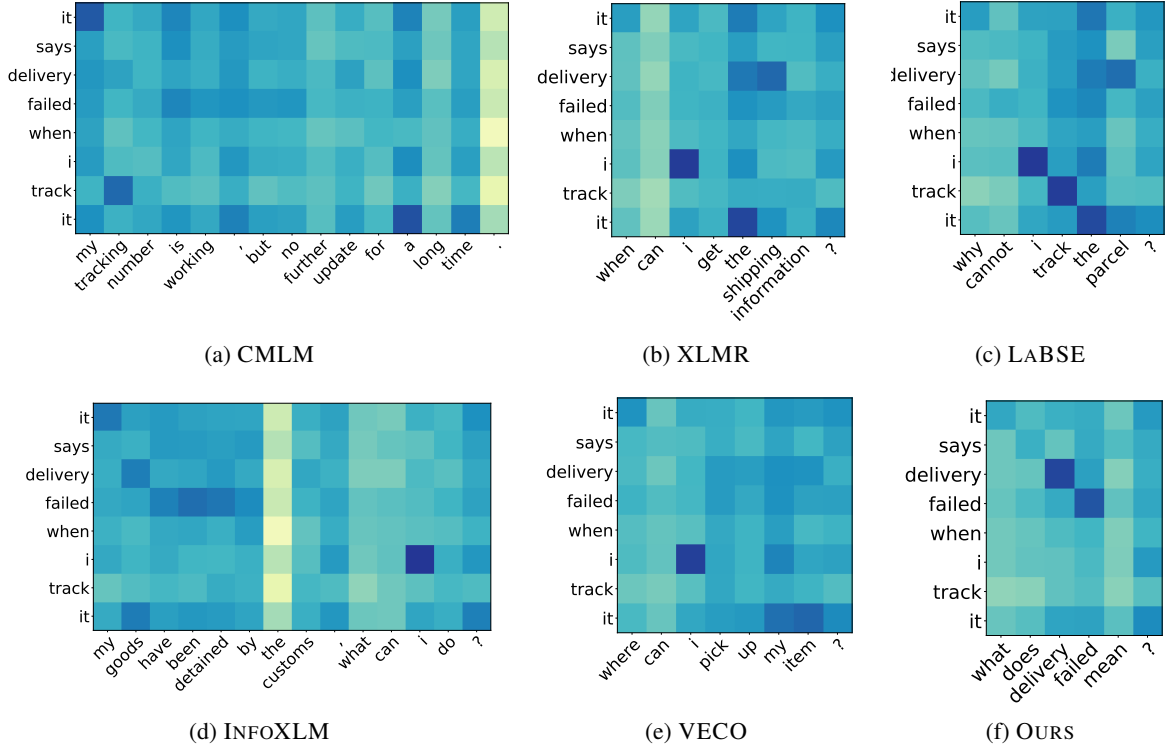 it
says
delivery
failed
when
i
track
it
my tracking number is working , but no further update for a long time .
(a) CMLM
it
says
delivery
failed
when
i
track
it
when can i get the shipping information ?
(b) XLMR
it
says
delivery
failed
when
i
track
it
why cannot i track the parcel ?
(c) LABSE
it
says
delivery
failed
when
i
track
it
my goods have been detained by the customs , what can i do ?
(d) INFOXLM
it
says
delivery
failed
when
i
track
it
where can i pick up my item ?
(e) VECO
it
says
delivery
failed
when
i
track
it
what does delivery failed mean ?
(f) OURS